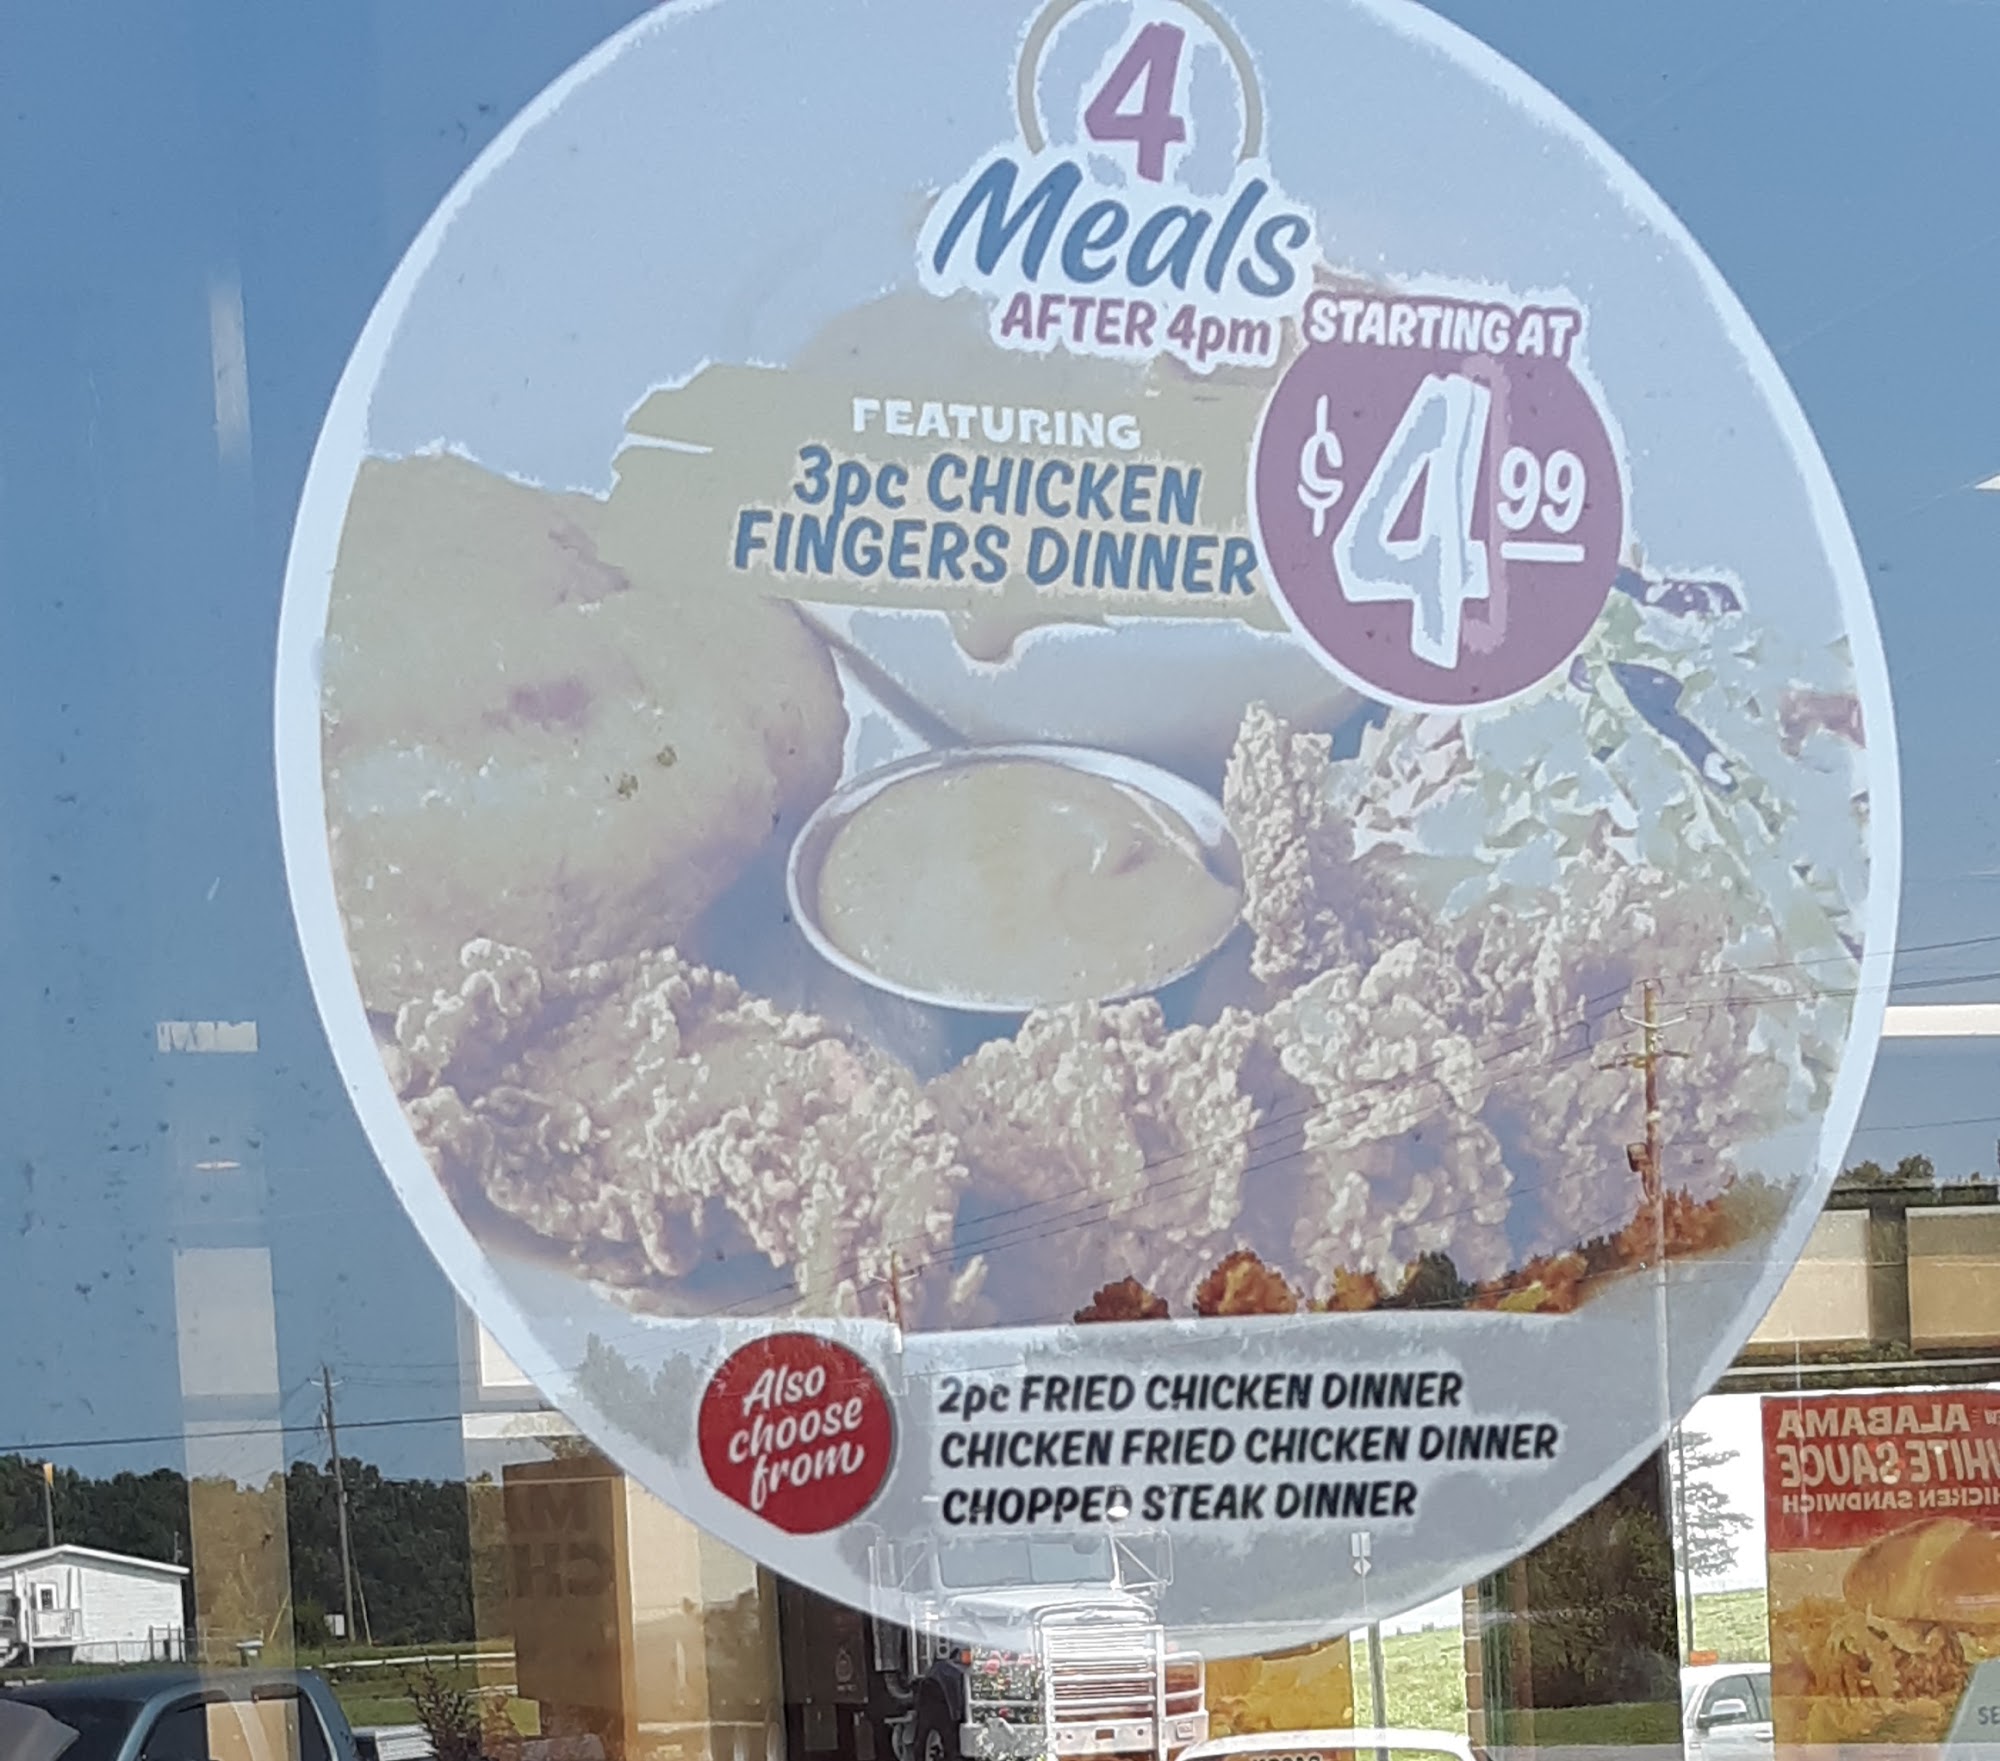 4
Meals
AFTER 4pm
STARTING AT
$4.99
FEATURING
3pc CHICKEN
FINGERS DINNER
Also
choose
from
2pc FRIED CHICKEN DINNER
CHICKEN FRIED CHICKEN DINNER
CHOPPED STEAK DINNER
ALABAMA
WHITE SAUCE
CHICKEN SANDWICH